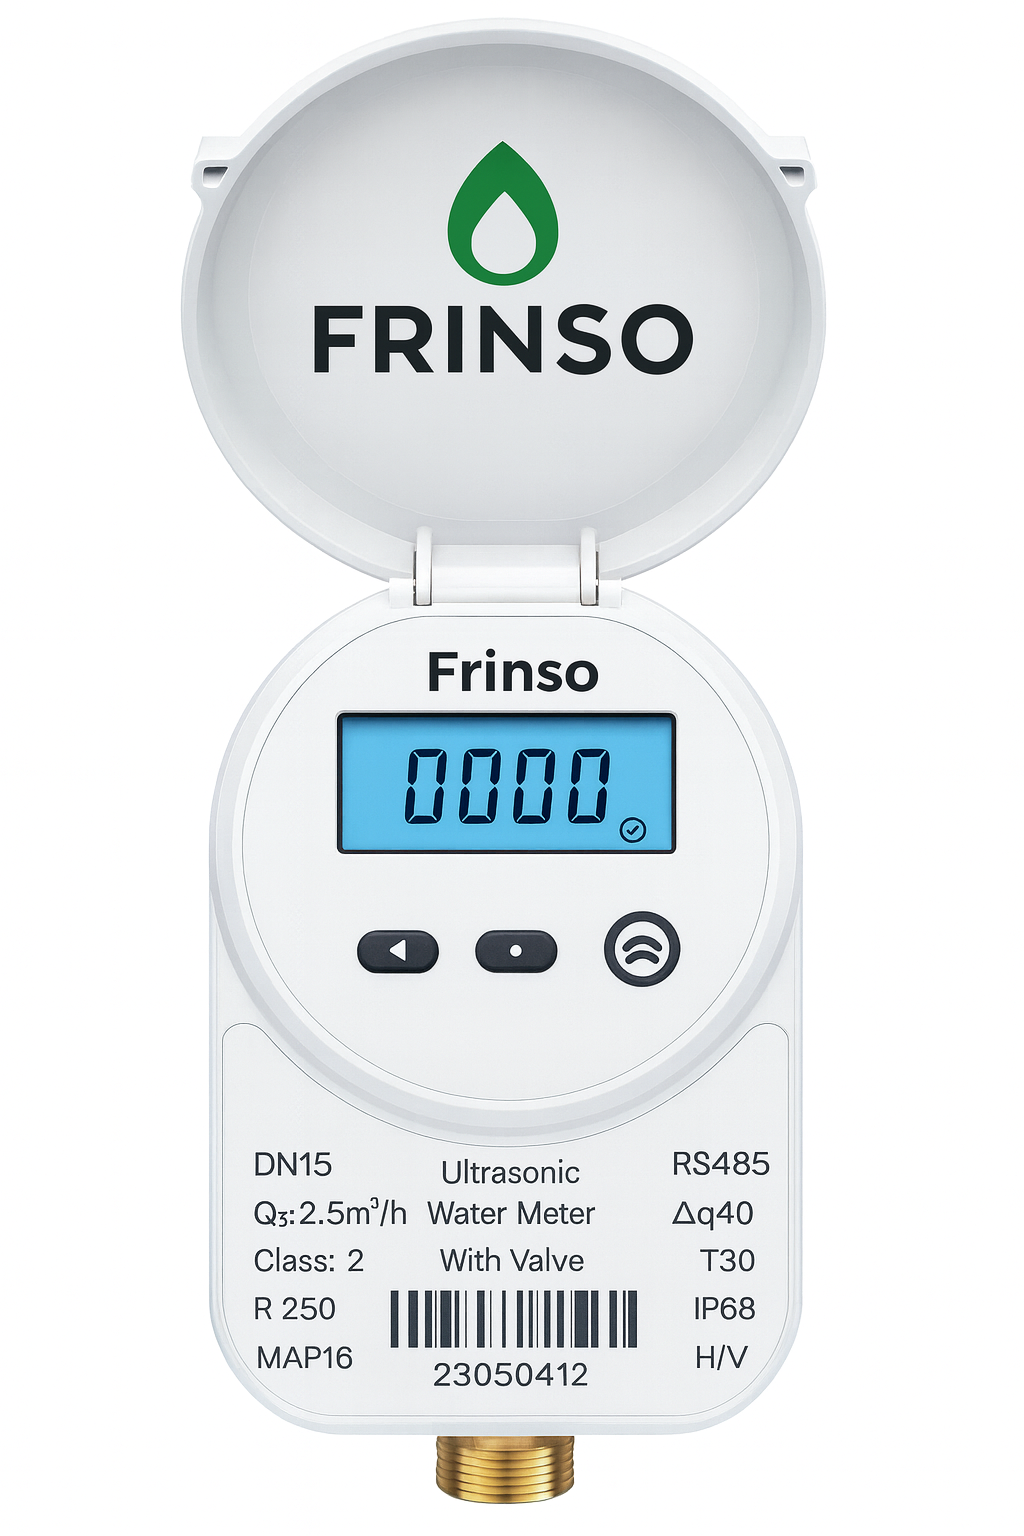 FRINSO
Frinso
0000
DN15
Ultrasonic
RS485
Q₃:2.5m³/h
Water Meter
Δq40
Class: 2
With Valve
T30
R 250
IP68
MAP16
23050412
H/V